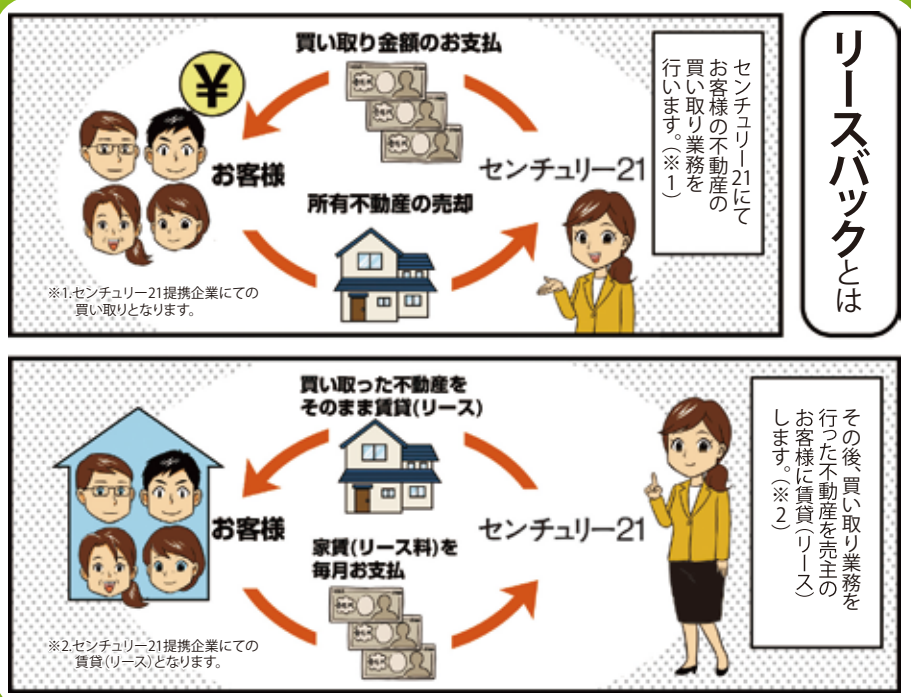 リースバックとは
センチュリー21にて
お客様の不動産の
買い取り業務を
行います。(※1)
買い取り金額のお支払
¥
お客様
センチュリー21
所有不動産の売却
※1.センチュリー21提携企業にての
買い取りとなります。
その後、買い取り業務を
行った不動産を売主の
お客様に賃貸(リース)
します。(※2)
買い取った不動産を
そのまま賃貸(リース)
お客様
センチュリー21
家賃(リース料)を
毎月お支払
※2.センチュリー21提携企業にての
賃貸(リース)となります。